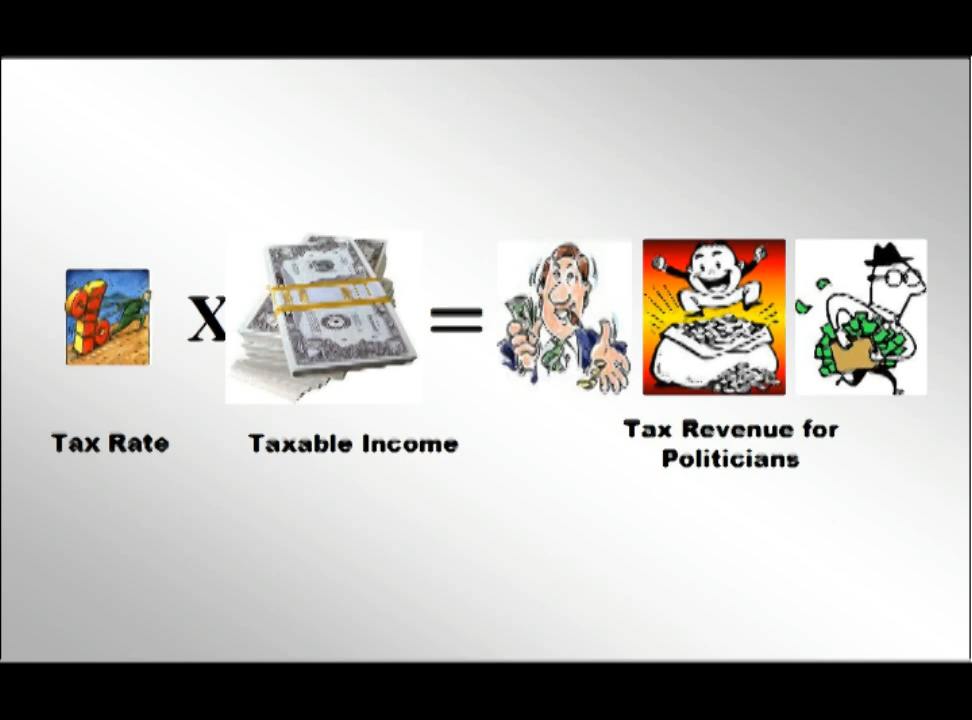 X =
Tax Rate
Taxable Income
Tax Revenue for
Politicians